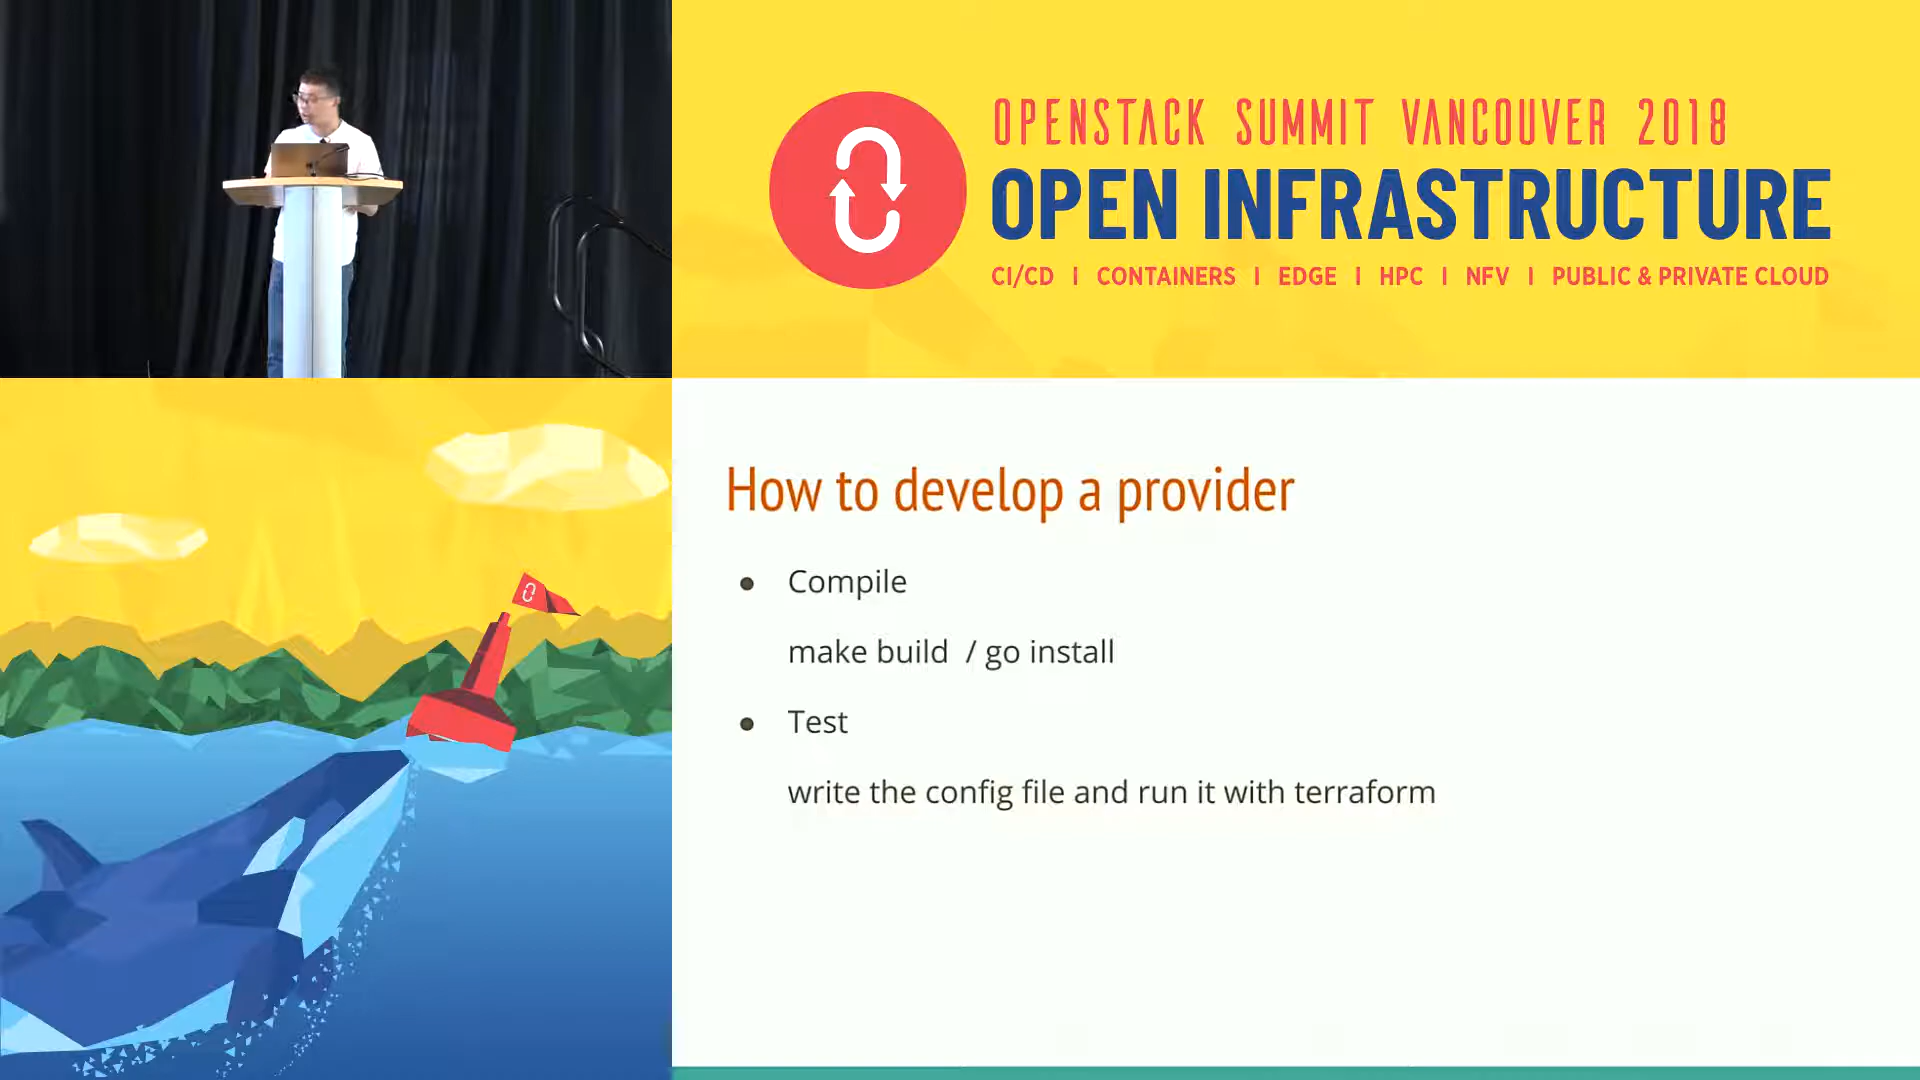 OPENSTACK SUMMIT VANCOUVER 2018
OPEN INFRASTRUCTURE
CI/CD | CONTAINERS | EDGE | HPC | NFV | PUBLIC & PRIVATE CLOUD
How to develop a provider
● Compile
make build / go install
● Test
write the config file and run it with terraform